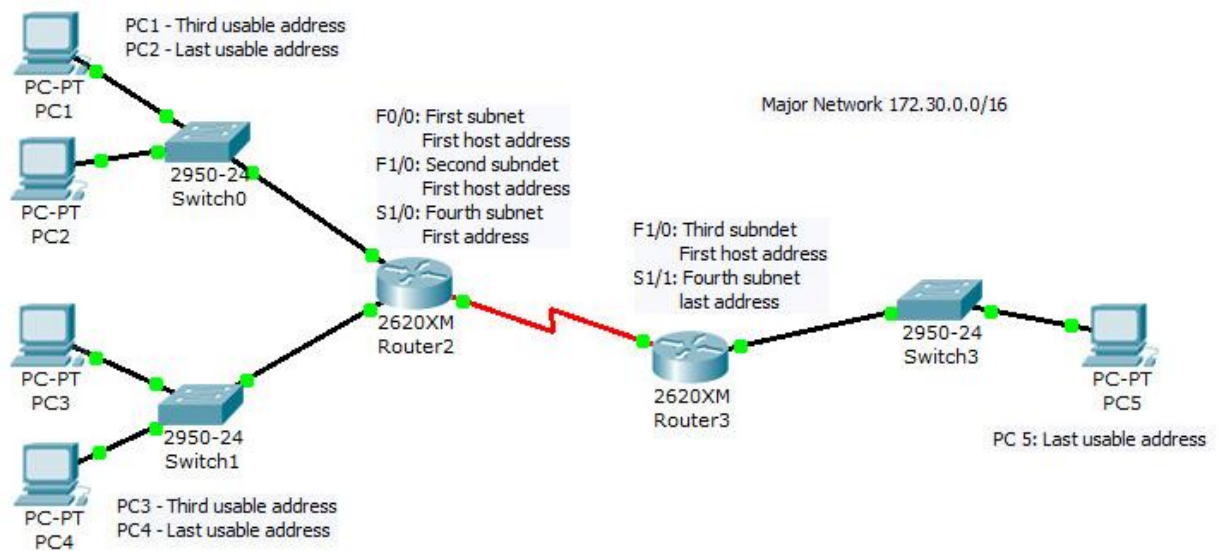 PC1 - Third usable address
PC2 - Last usable address
PC-PT
PC1
Major Network 172.30.0.0/16
F0/0: First subnet
First host address
F1/0: Second subndet
First host address
S1/0: Fourth subnet
First address
2950-24
Switch0
PC-PT
PC2
F1/0: Third subndet
First host address
S1/1: Fourth subnet
last address
2620XM
Router2
2950-24
Switch3
PC-PT
PC3
2620XM
Router3
PC-PT
PC5
2950-24
Switch1
PC 5: Last usable address
PC3 - Third usable address
PC4 - Last usable address
PC-PT
PC4